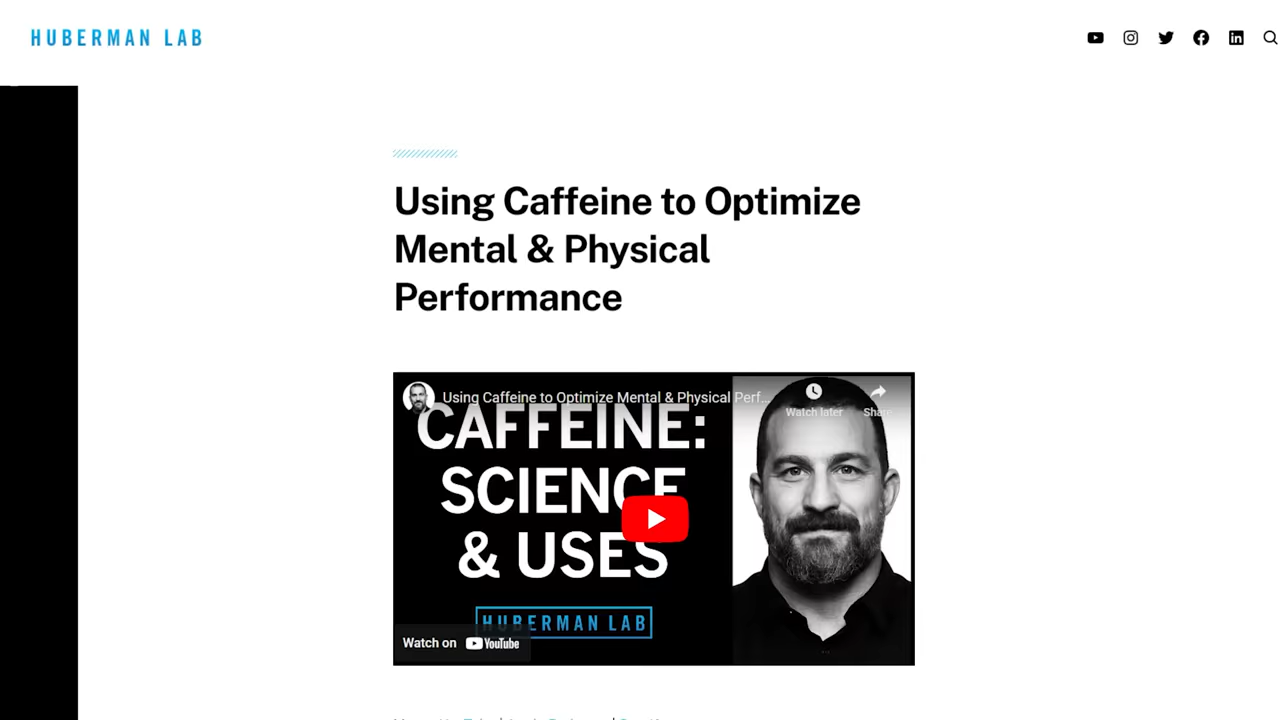 HUBERMAN LAB
Using Caffeine to Optimize
Mental & Physical
Performance
Using Caffeine to Optimize Mental & Physical Perf...
Watch later
Share
CAFFEINE:
SCIENCE
& USES
HUBERMAN LAB
Watch on YouTube